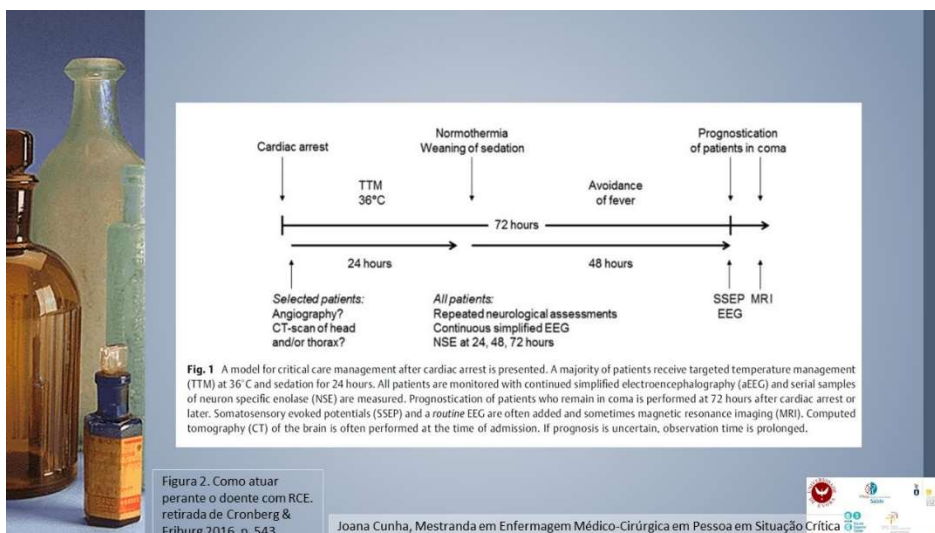 Cardiac arrest
Normothermia
Weaning of sedation
Prognostication
of patients in coma
TTM
36°C
Avoidance
of fever
72 hours
24 hours
48 hours
Selected patients:
Angiography?
CT-scan of head
and/or thorax?
All patients:
Repeated neurological assessments
Continuous simplified EEG
NSE at 24, 48, 72 hours
SSEP MRI
EEG
Fig. 1 A model for critical care management after cardiac arrest is presented. A majority of patients receive targeted temperature management
(TTM) at 36°C and sedation for 24 hours. All patients are monitored with continued simplified electroencephalography (aEEG) and serial samples
of neuron specific enolase (NSE) are measured. Prognostication of patients who remain in coma is performed at 72 hours after cardiac arrest or
later. Somatosensory evoked potentials (SSEP) and a routine EEG are often added and sometimes magnetic resonance imaging (MRI). Computed
tomography (CT) of the brain is often performed at the time of admission. If prognosis is uncertain, observation time is prolonged.
Figura 2. Como atuar
perante o doente com RCE.
retirada de Cronberg &
Friburg 2016, p. 543
Joana Cunha, Mestranda em Enfermagem Médico-Cirúrgica em Pessoa em Situação Crítica